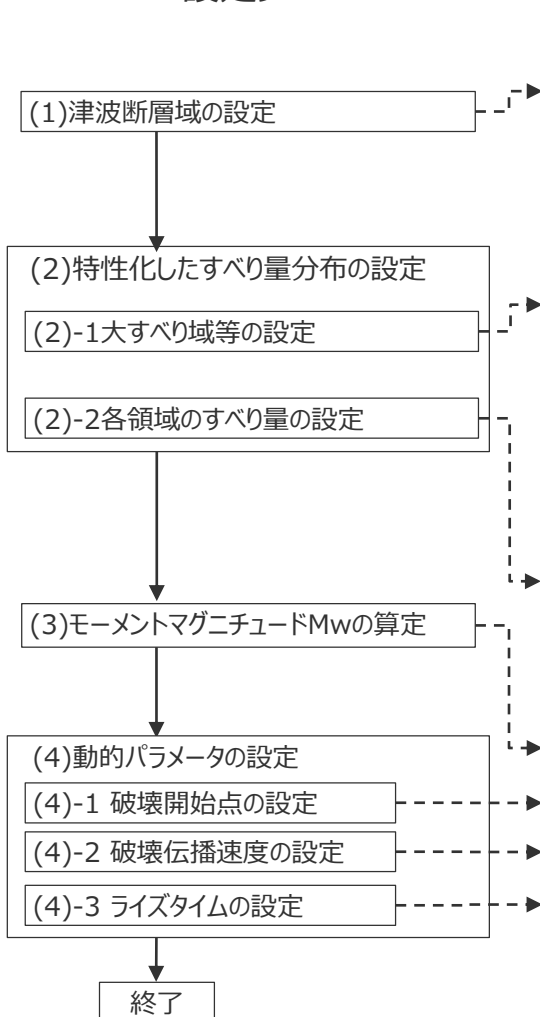 (1)津波断層域の設定
(2)特性化したすべり量分布の設定
(2)-1大すべり域等の設定
(2)-2各領域のすべり量の設定
(3)モーメントマグニチュードMwの算定
(4)動的パラメータの設定
(4)-1 破壊開始点の設定
(4)-2 破壊伝播速度の設定
(4)-3 ライズタイムの設定
終了